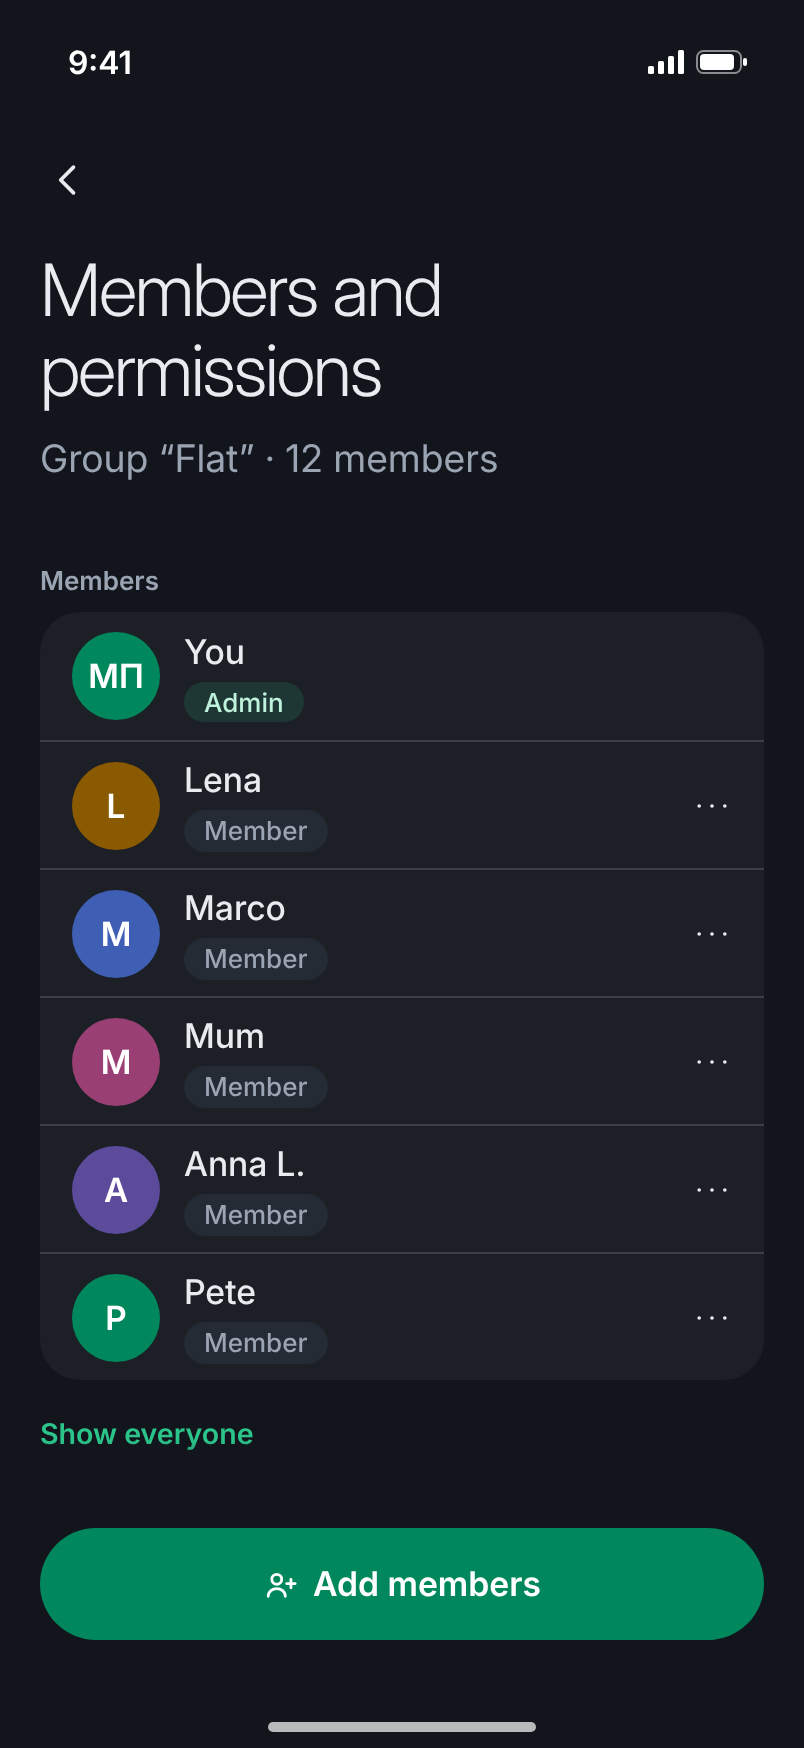 9:41
Members and
permissions
Group “Flat” · 12 members
Members
МП
You
Admin
L
Lena
Member
M
Marco
Member
M
Mum
Member
A
Anna L.
Member
P
Pete
Member
Show everyone
Add members